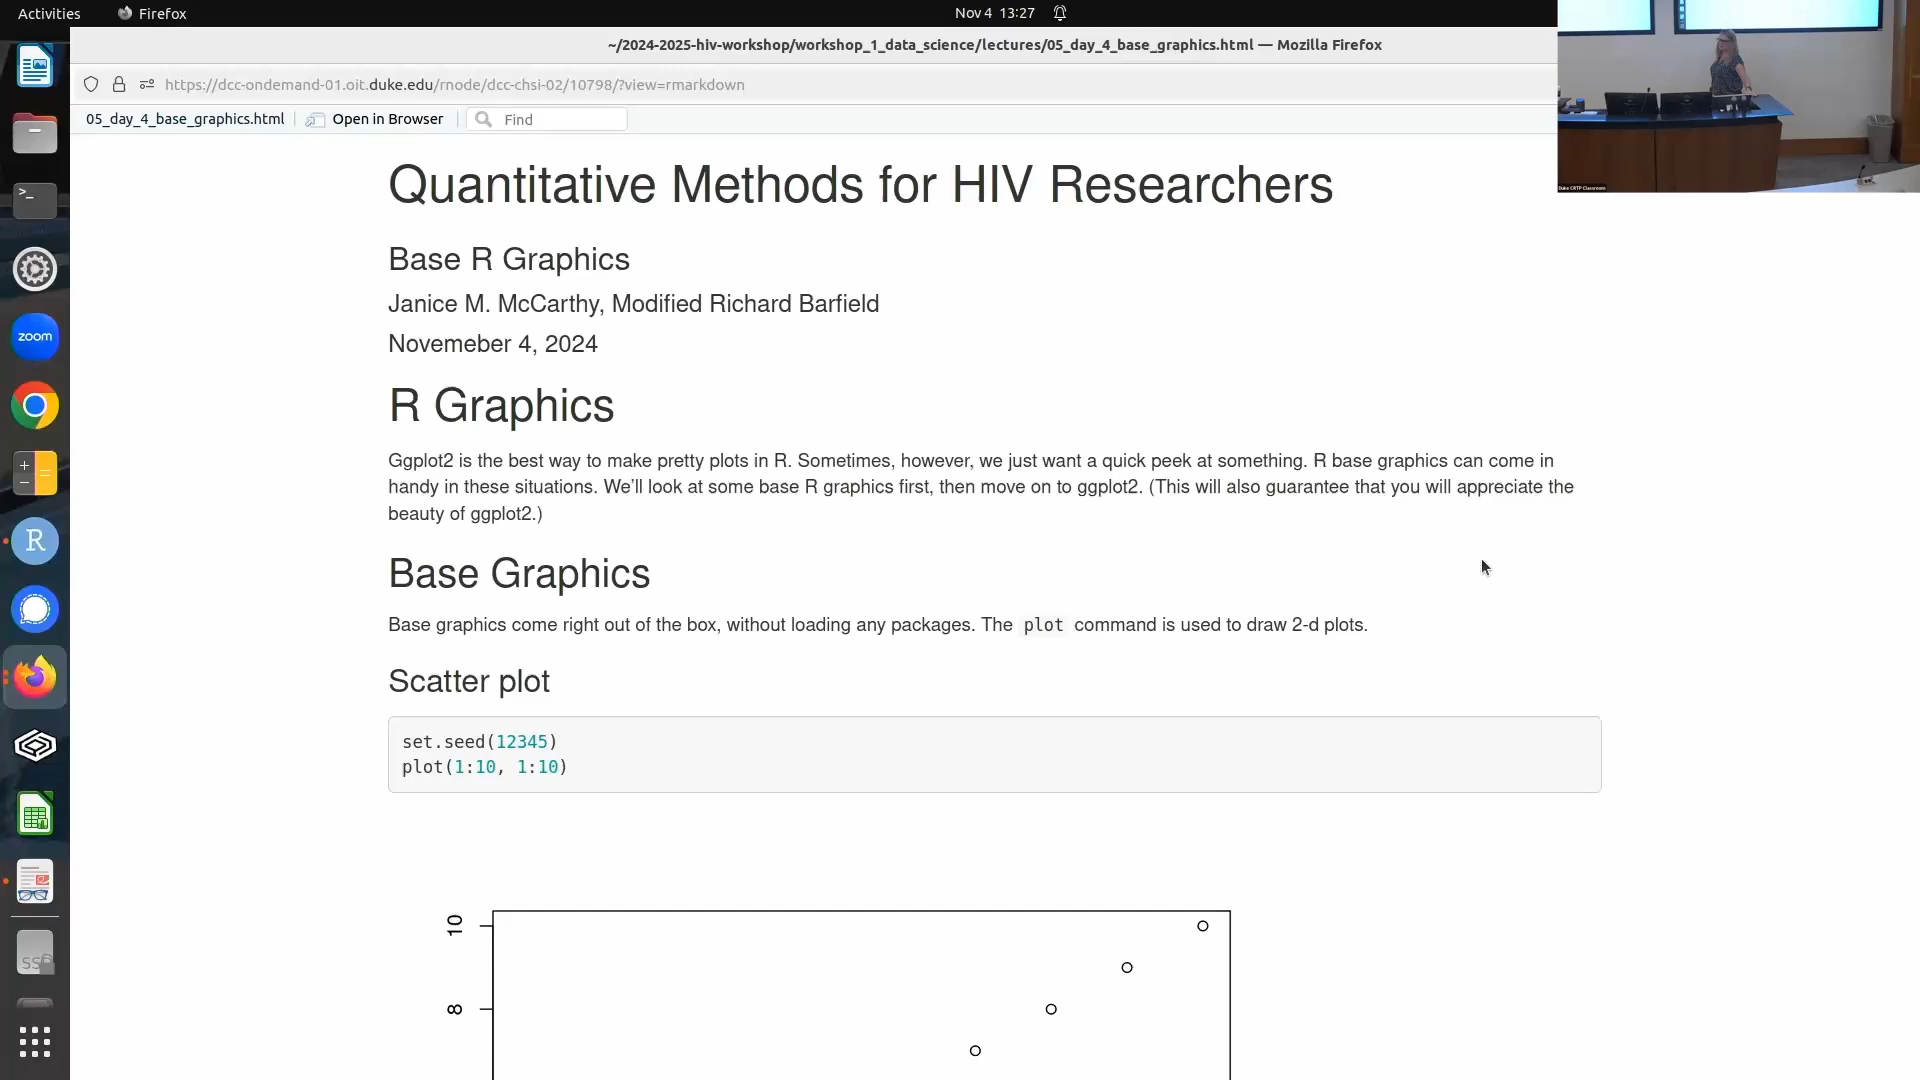 Activities
Firefox
Nov 4 13:27
~/2024-2025-hiv-workshop/workshop_1_data_science/lectures/05_day_4_base_graphics.html — Mozilla Firefox
https://dcc-ondemand-01.oit.duke.edu/rnode/dcc-chsi-02/10798/?view=rmarkdown
05_day_4_base_graphics.html
Open in Browser
Find
Quantitative Methods for HIV Researchers
Base R Graphics
Janice M. McCarthy, Modified Richard Barfield
Novemeber 4, 2024
R Graphics
Ggplot2 is the best way to make pretty plots in R. Sometimes, however, we just want a quick peek at something. R base graphics can come in
handy in these situations. We'll look at some base R graphics first, then move on to ggplot2. (This will also guarantee that you will appreciate the
beauty of ggplot2.)
Base Graphics
Base graphics come right out of the box, without loading any packages. The plot command is used to draw 2-d plots.
Scatter plot
set.seed(12345)
plot(1:10, 1:10)
10
8
zoom
R
SSD
Duke CRTP Classroom